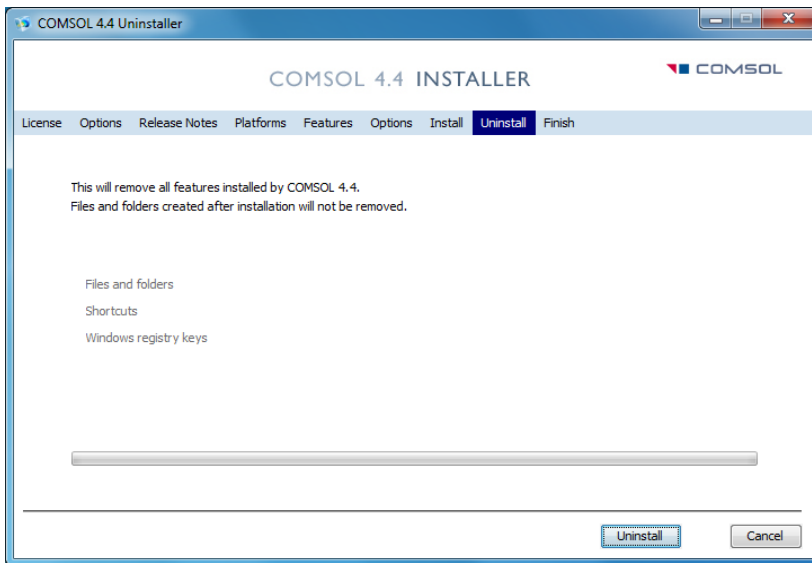 COMSOL 4.4 Uninstaller
COMSOL 4.4 INSTALLER
COMSOL
License Options Release Notes Platforms Features Options Install Uninstall Finish
This will remove all features installed by COMSOL 4.4.
Files and folders created after installation will not be removed.
Files and folders
Shortcuts
Windows registry keys
Uninstall Cancel